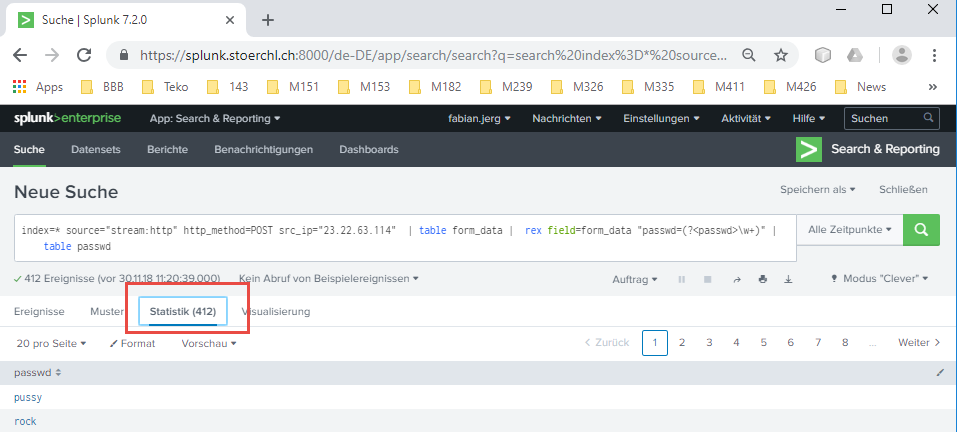 Suche | Splunk 7.2.0
https://splunk.stoerchl.ch:8000/de-DE/app/search/search?q=search%20index%3D*%20source...
Apps BBB Teko 143 M151 M153 M182 M239 M326 M335 M411 M426 News »
splunk>enterprise App: Search & Reporting fabian.jerg Nachrichten Einstellungen Aktivität Hilfe Suchen
Suche Datensets Berichte Benachrichtigungen Dashboards Search & Reporting
Neue Suche Speichern als Schließen
index=* source="stream:http" http_method=POST src_ip="23.22.63.114" | table form_data | rex field=form_data "passwd=(?<passwd>\w+)" | Alle Zeitpunkte
table passwd
412 Ereignisse (vor 30.11.18 11:20:39.000) Kein Abruf von Beispielereignissen Auftrag Modus "Clever"
Ereignisse Muster Statistik (412) Visualisierung
20 pro Seite Format Vorschau < Zurück 1 2 3 4 5 6 7 8 ... Weiter >
passwd
pussy
rock